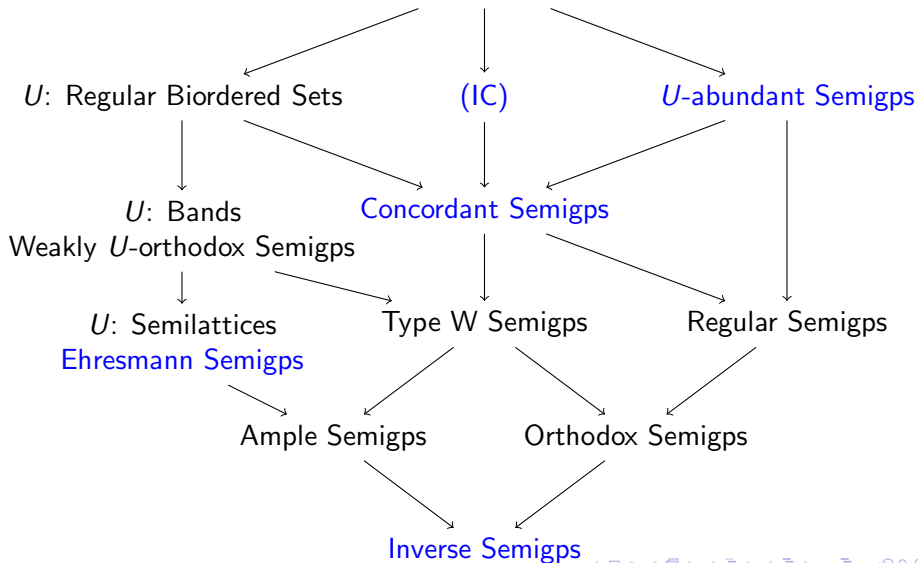 U: Regular Biordered Sets
(IC)
U-abundant Semigps
U: Bands
Weakly U-orthodox Semigps
Concordant Semigps
U: Semilattices
Ehresmann Semigps
Type W Semigps
Regular Semigps
Ample Semigps
Orthodox Semigps
Inverse Semigps